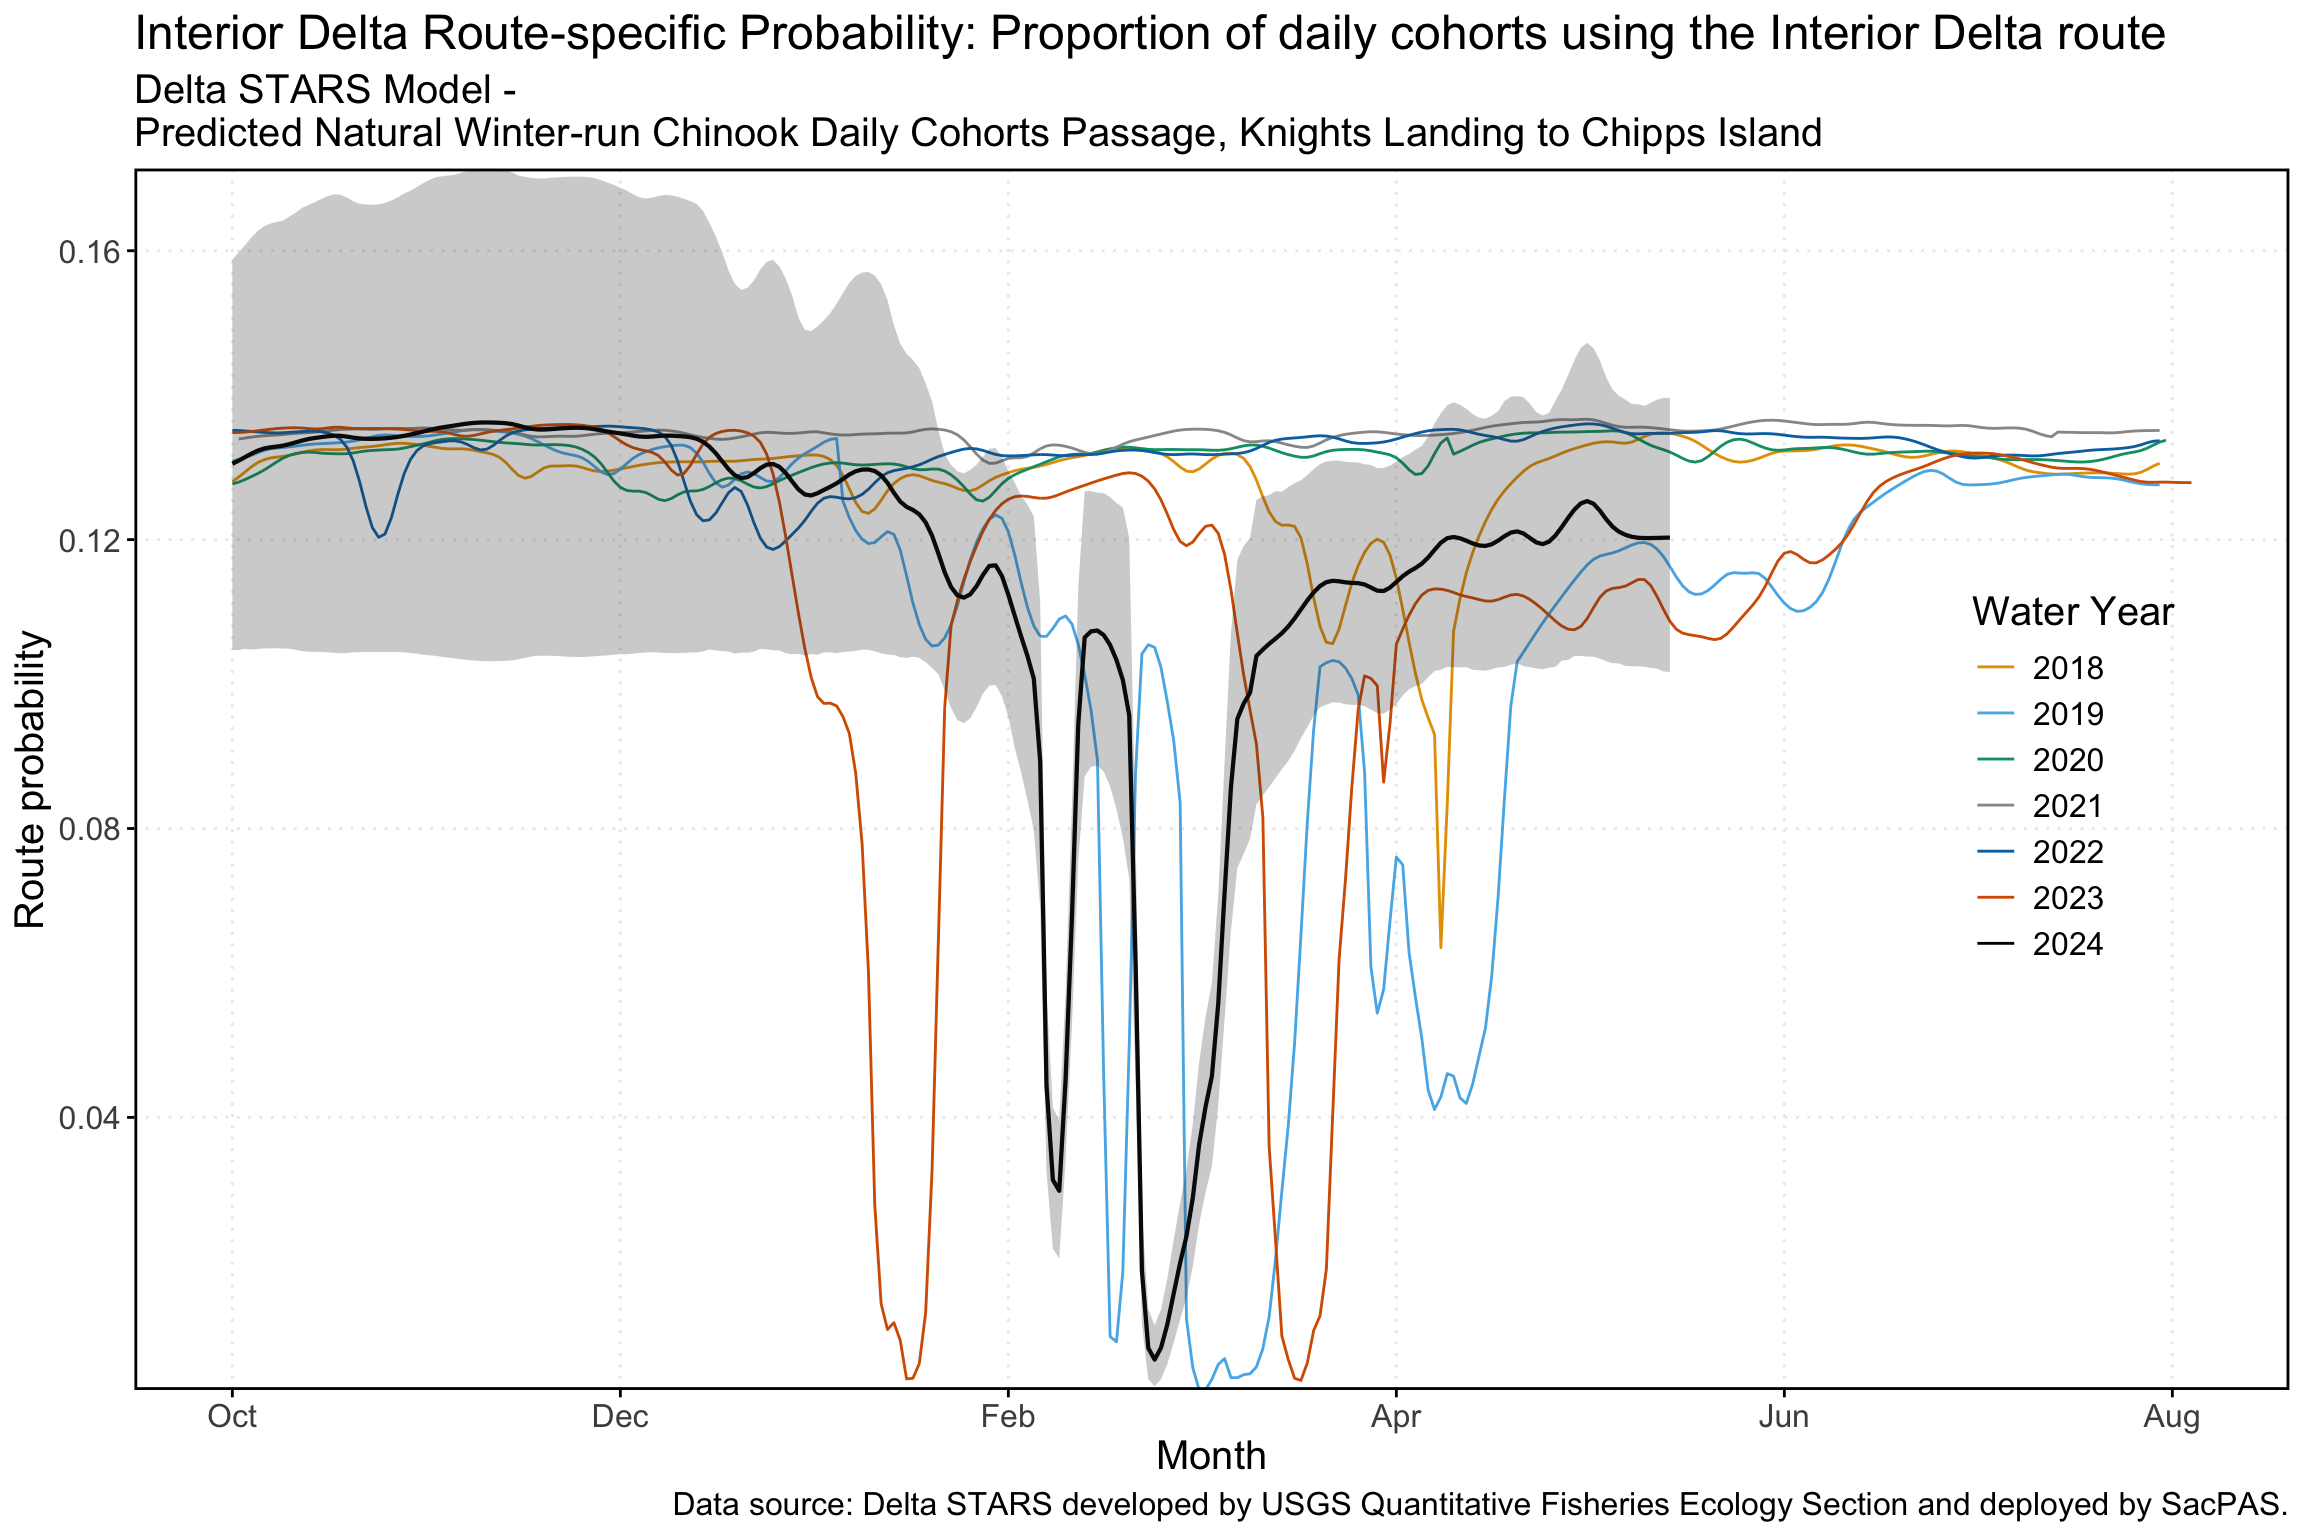 Interior Delta Route-specific Probability: Proportion of daily cohorts using the Interior Delta route
Delta STARS Model -
Predicted Natural Winter-run Chinook Daily Cohorts Passage, Knights Landing to Chipps Island
Route probability
0.16
0.12
0.08
0.04
Water Year
2018
2019
2020
2021
2022
2023
2024
Oct
Dec
Feb
Apr
Jun
Aug
Month
Data source: Delta STARS developed by USGS Quantitative Fisheries Ecology Section and deployed by SacPAS.